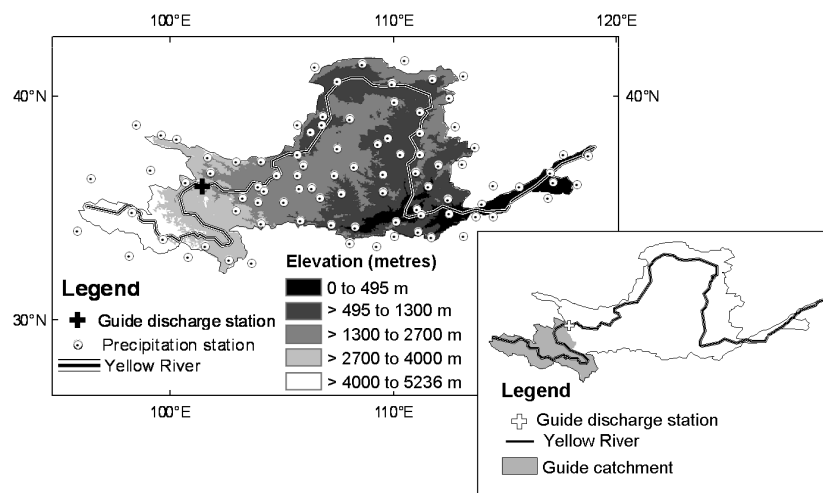 100°E 110°E 120°E
40°N 40°N
30°N
Legend
Guide discharge station
Precipitation station
Yellow River
Elevation (metres)
0 to 495 m
> 495 to 1300 m
> 1300 to 2700 m
> 2700 to 4000 m
> 4000 to 5236 m
100°E 110°E
Legend
Guide discharge station
Yellow River
Guide catchment